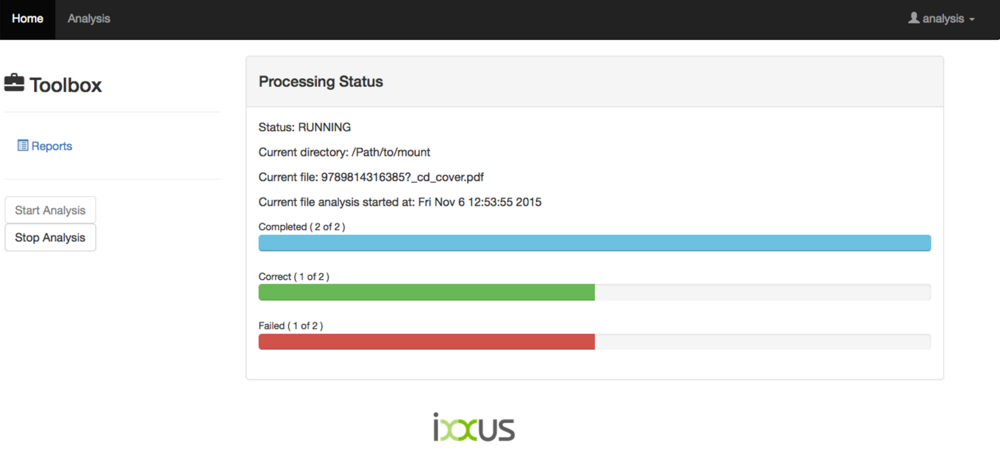 Home Analysis analysis
Toolbox
Reports
Start Analysis
Stop Analysis
Processing Status
Status: RUNNING
Current directory: /Path/to/mount
Current file: 9789814316385?_cd_cover.pdf
Current file analysis started at: Fri Nov 6 12:53:55 2015
Completed ( 2 of 2 )
Correct ( 1 of 2 )
Failed ( 1 of 2 )
ixxus